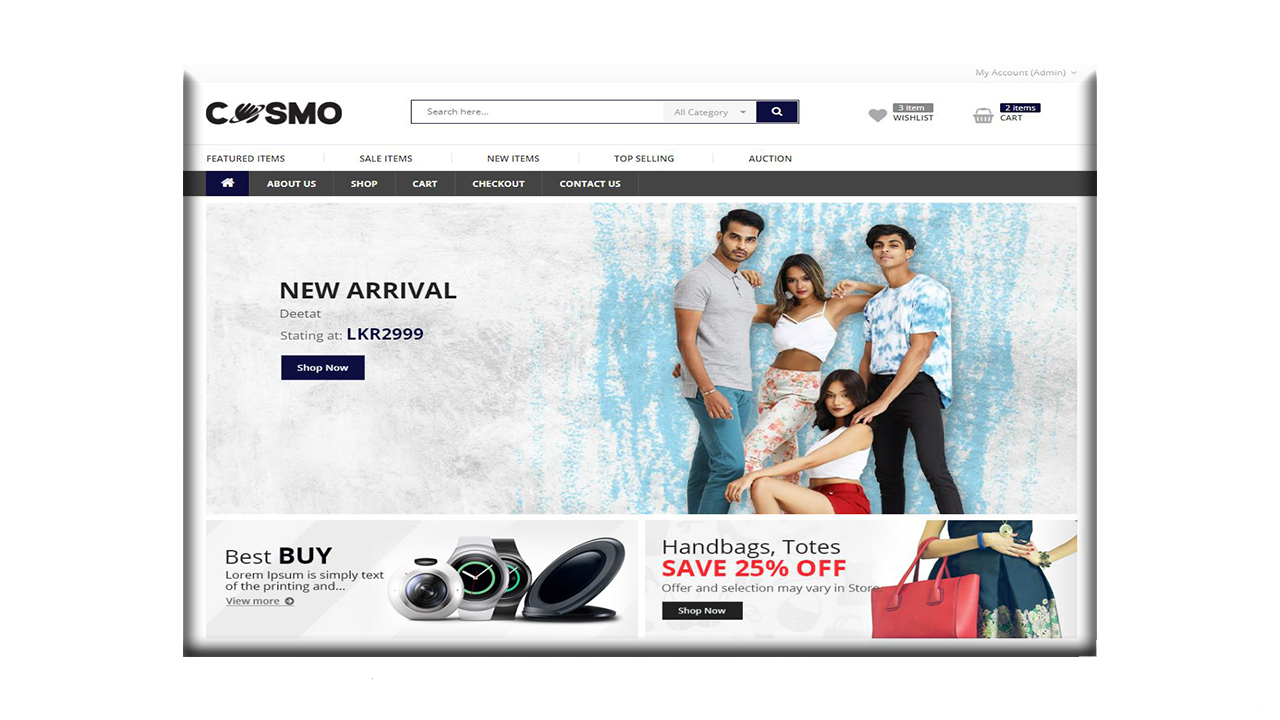 My Account (Admin)
COSMO
Search here...
All Category
3 item
WISHLIST
2 items
CART
FEATURED ITEMS
SALE ITEMS
NEW ITEMS
TOP SELLING
AUCTION
ABOUT US
SHOP
CART
CHECKOUT
CONTACT US
NEW ARRIVAL
Deetat
Stating at: LKR2999
Shop Now
Best BUY
Lorem Ipsum is simply text
of the printing and...
View more
Handbags, Totes
SAVE 25% OFF
Offer and selection may vary in Store.
Shop Now